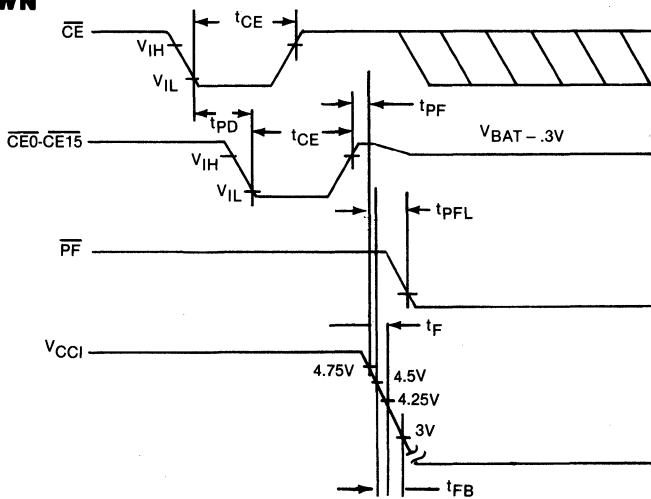 WN
CE
tCE
VIH
VIL
tPD
tCE
tPF
CE0-CE15
VIH
VIL
VBAT – .3V
tPFL
PF
tF
VCCI
4.75V
4.5V
4.25V
3V
tFB